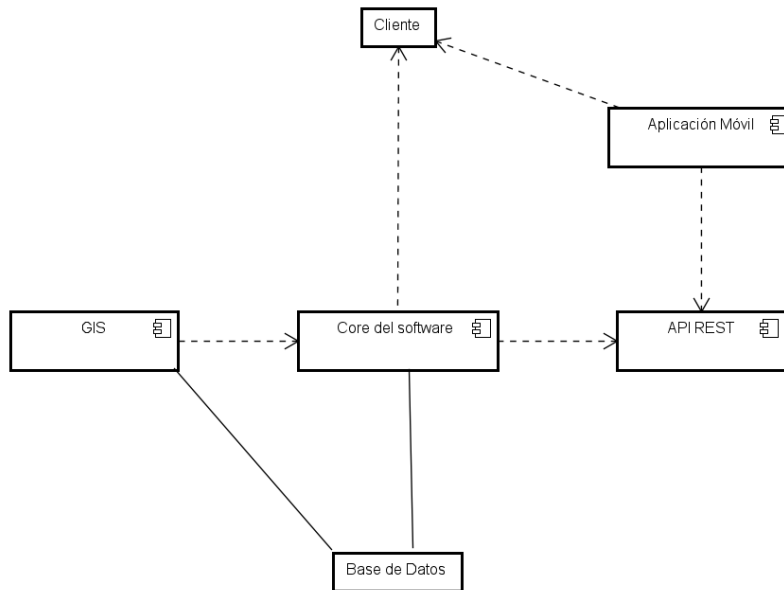 Cliente
Aplicación Móvil
GIS
Core del software
API REST
Base de Datos